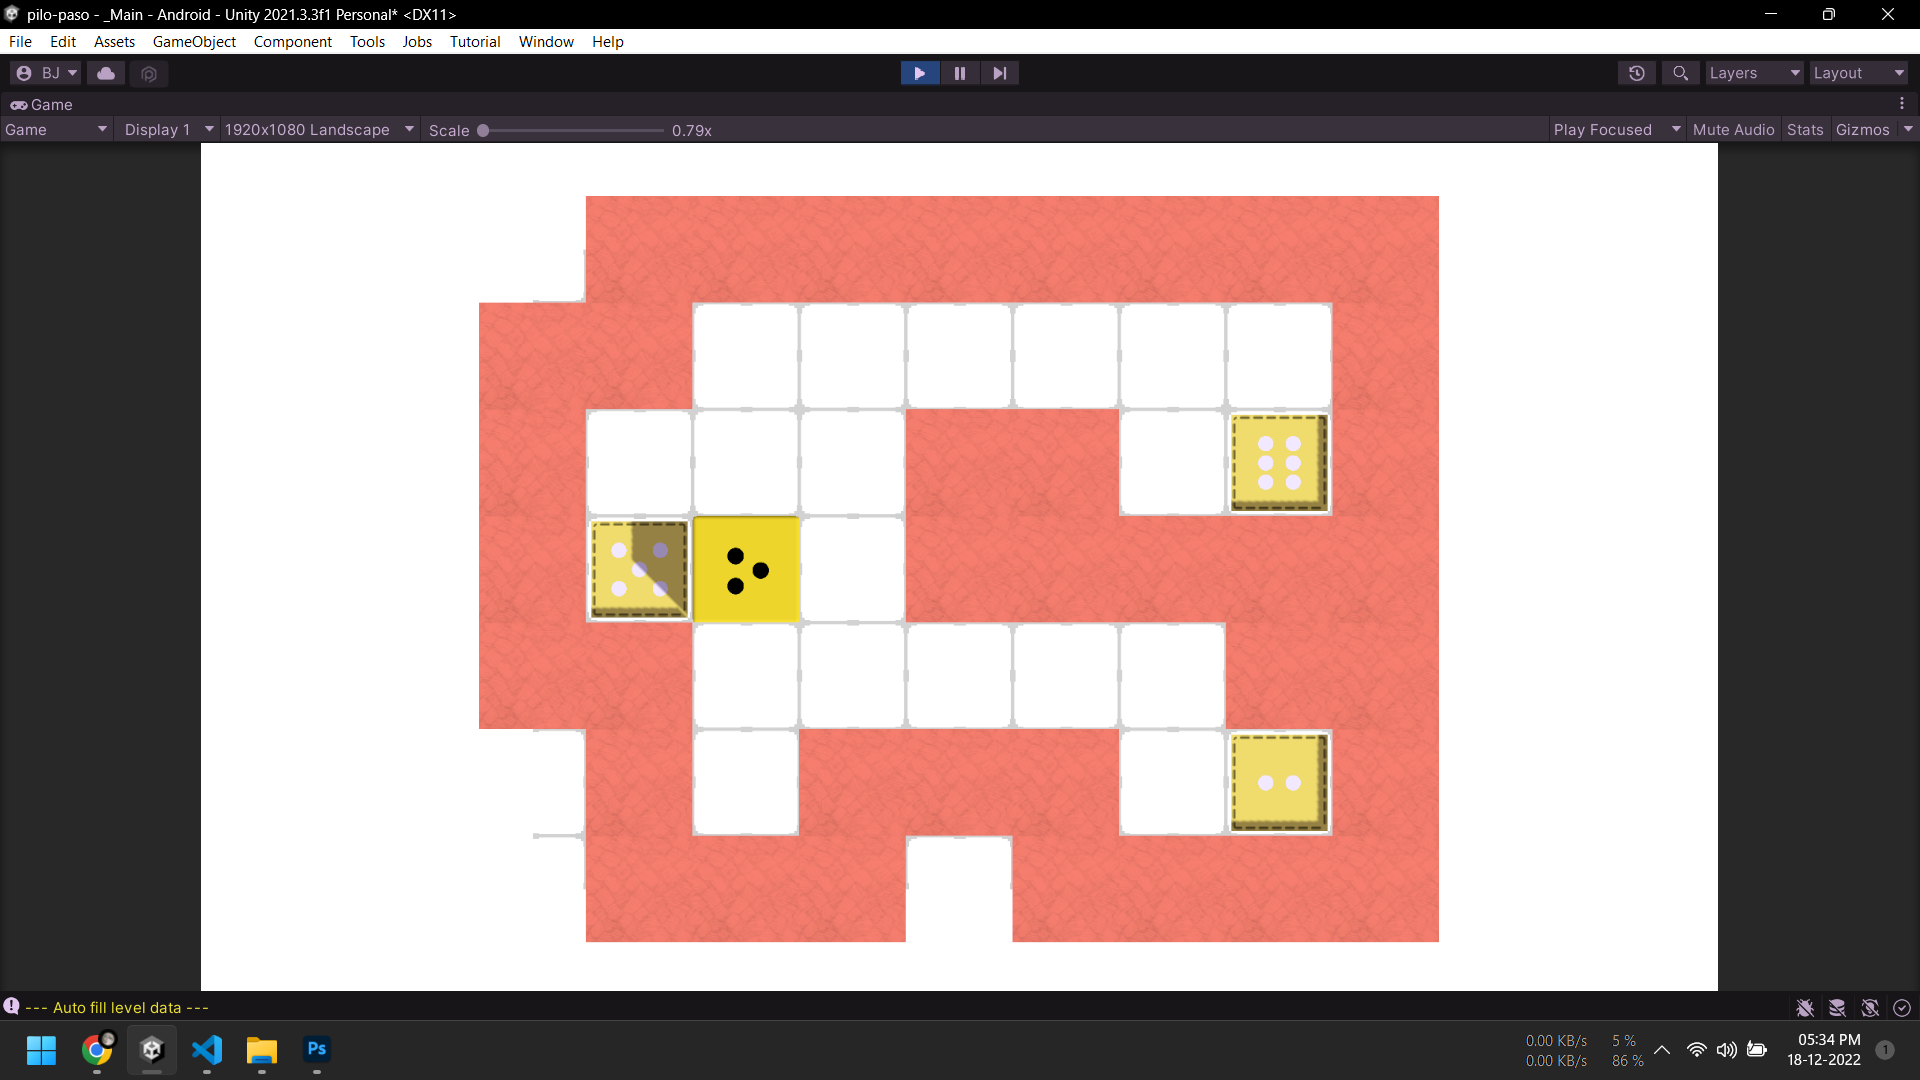 pilo-paso - _Main - Android - Unity 2021.3.3f1 Personal* <DX11>
File Edit Assets GameObject Component Tools Jobs Tutorial Window Help
BJ Layers Layout
Game
Game Display 1 1920x1080 Landscape Scale 0.79x Play Focused Mute Audio Stats Gizmos
--- Auto fill level data ---
Ps
0.00 KB/s 5 % 05:34 PM
0.00 KB/s 86 % 18-12-2022
1